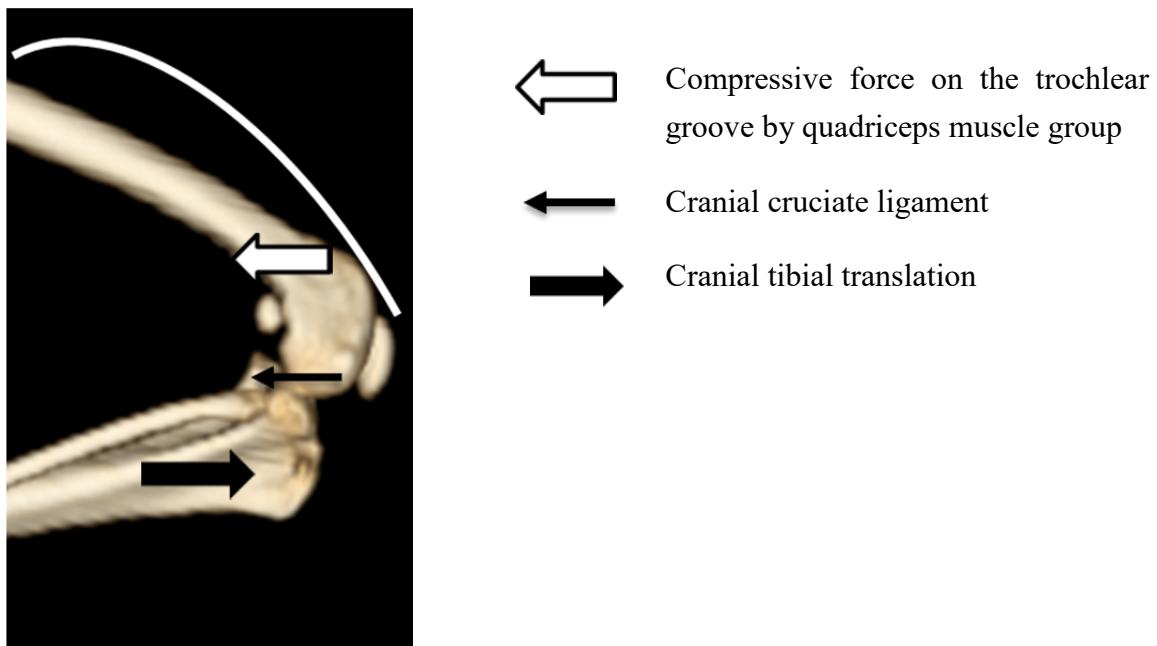 Compressive force on the trochlear
groove by quadriceps muscle group
Cranial cruciate ligament
Cranial tibial translation